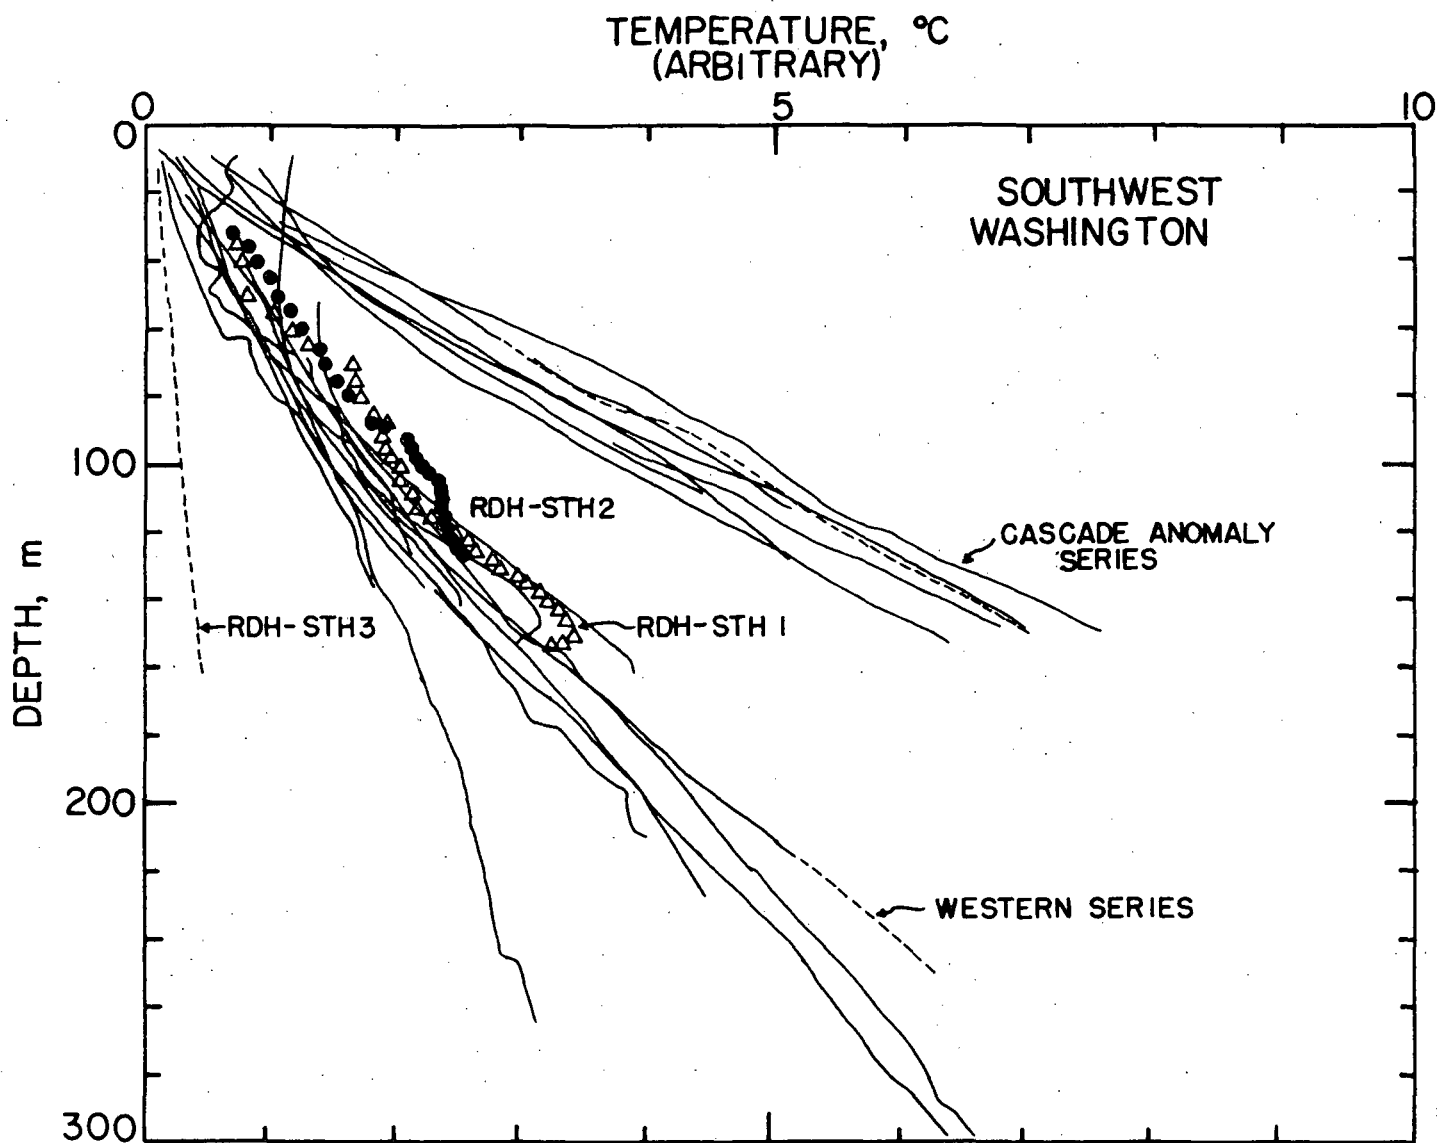 TEMPERATURE, °C
(ARBITRARY)
0 5 10
0
SOUTHWEST
WASHINGTON
100
RDH-STH2
CASCADE ANOMALY
SERIES
RDH-STH3
RDH-STH 1
DEPTH, m
200
WESTERN SERIES
300